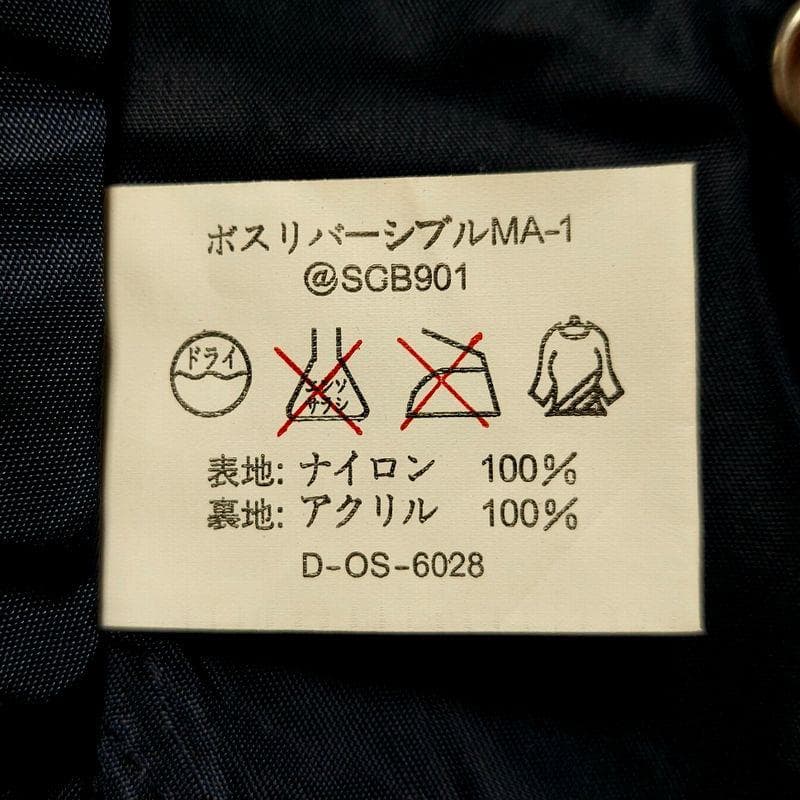 ボスリバーシブルMA-1
@SCB901
ドライ
エンソ
サラシ
表地: ナイロン 100%
裏地: アクリル 100%
D-OS-6028